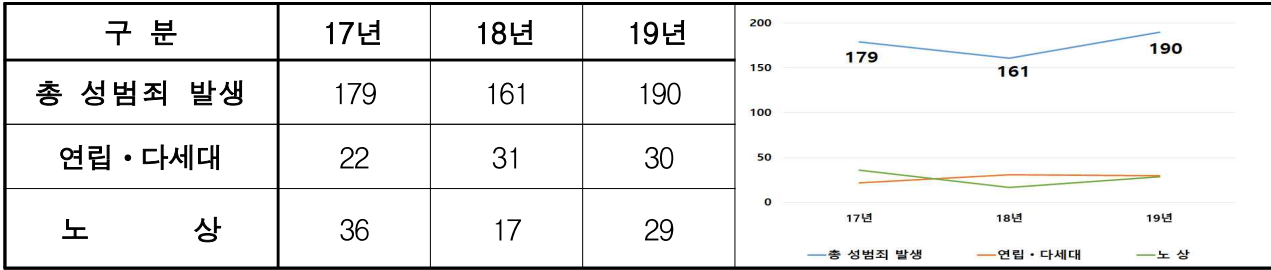 구 분 17년 18년 19년
총 성범죄 발생 179 161 190
연립・다세대 22 31 30
노 상 36 17 29
200
150
100
50
0
179
161
190
17년 18년 19년
총 성범죄 발생 연립・다세대 노 상